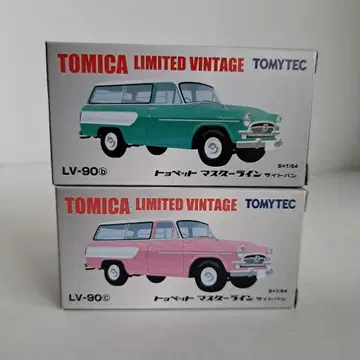 TOMICA LIMITED VINTAGE TOMYTEC
S=1/64
LV-90ⓑ トヨペット マスターライン ライトバン
TOMICA LIMITED VINTAGE TOMYTEC
S=1/64
LV-90ⓒ トヨペット マスターライン ライトバン